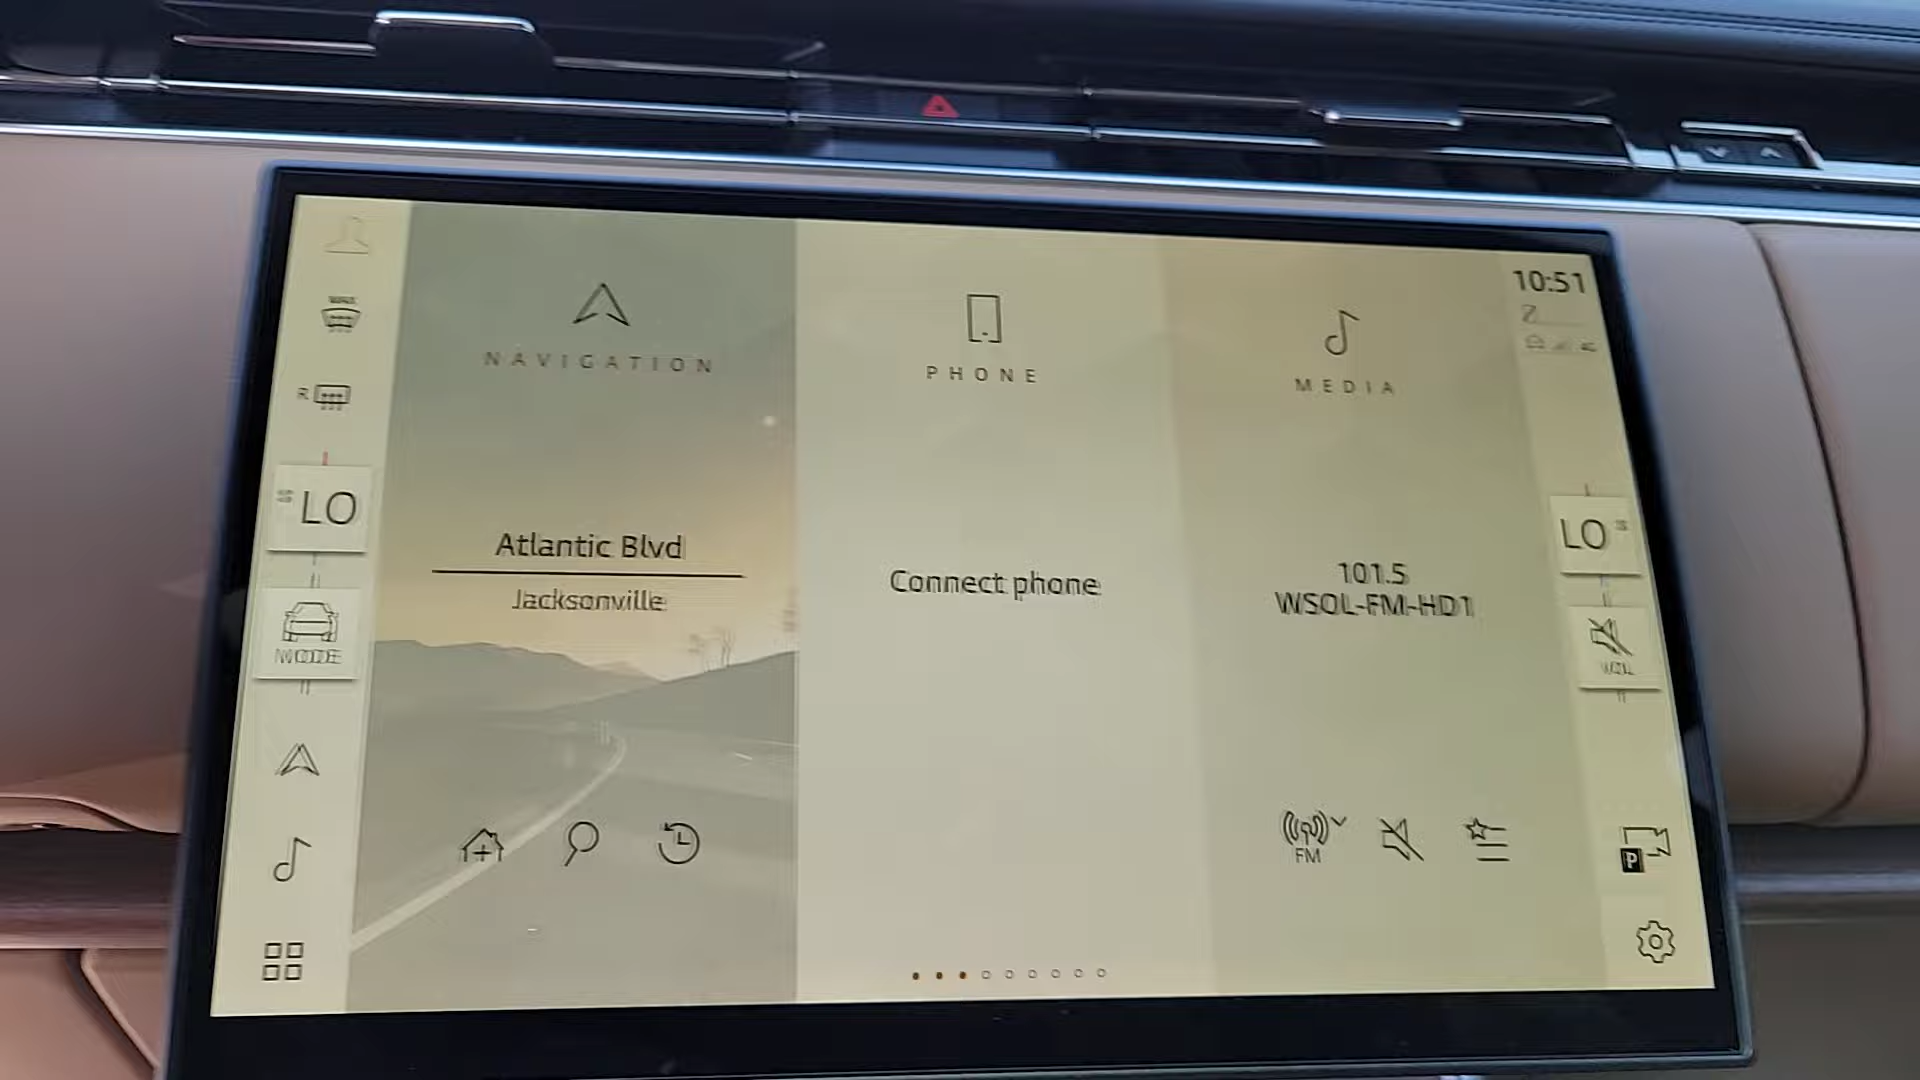 10:51
NAVIGATION
PHONE
MEDIA
R
LO
LO
Atlantic Blvd
Jacksonville
Connect phone
101.5
WSOL-FM-HD1
MODE
FM
P